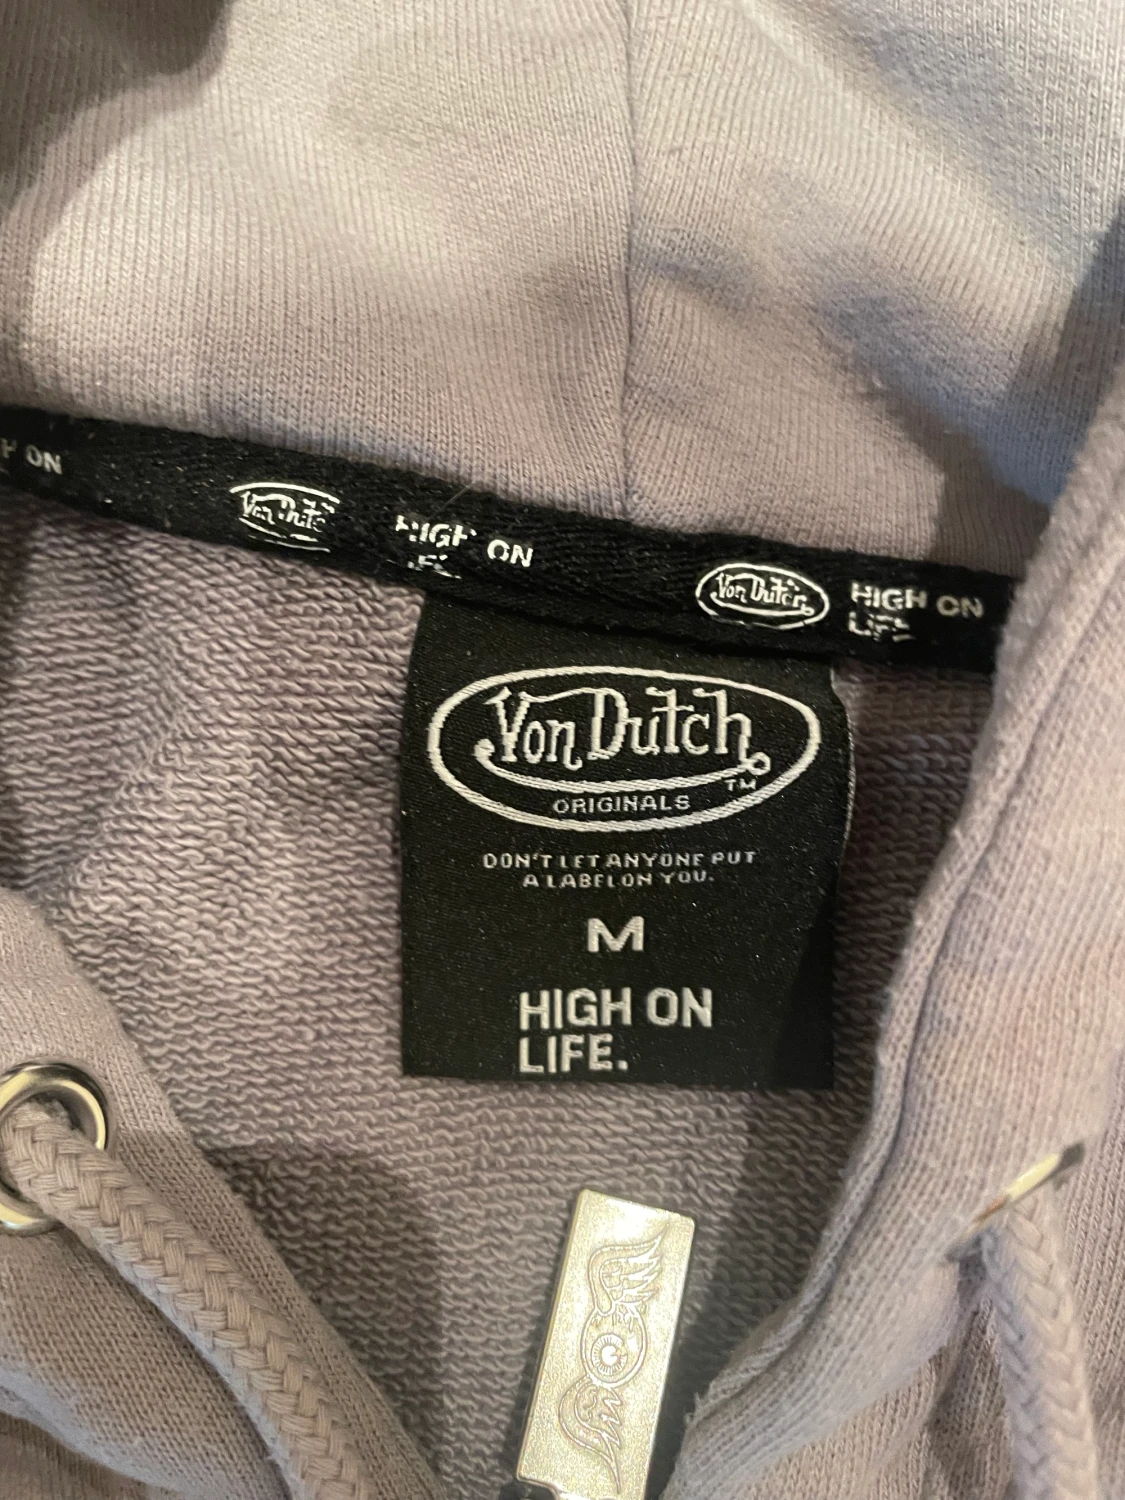 ON
Von Dutch
HIGH ON
LIFE.
Von Dutch
HIGH ON
LIFE
Von Dutch
TM
ORIGINALS
DON'T LET ANYONE PUT
A LABEL ON YOU.
M
HIGH ON
LIFE.